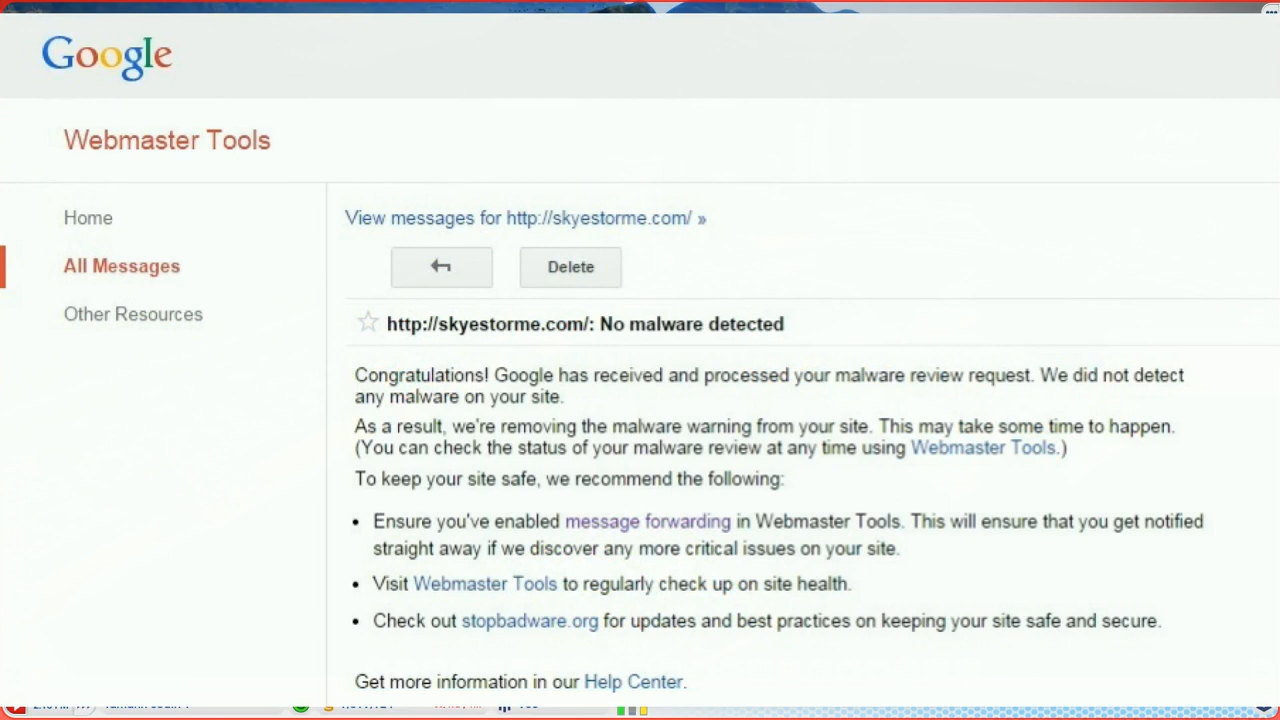 Google
Webmaster Tools
Home
All Messages
Other Resources
View messages for http://skyestorme.com/ »
Delete
http://skyestorme.com/: No malware detected
Congratulations! Google has received and processed your malware review request. We did not detect
any malware on your site.
As a result, we're removing the malware warning from your site. This may take some time to happen.
(You can check the status of your malware review at any time using Webmaster Tools.)
To keep your site safe, we recommend the following:
• Ensure you've enabled message forwarding in Webmaster Tools. This will ensure that you get notified
straight away if we discover any more critical issues on your site.
• Visit Webmaster Tools to regularly check up on site health.
• Check out stopbadware.org for updates and best practices on keeping your site safe and secure.
Get more information in our Help Center.